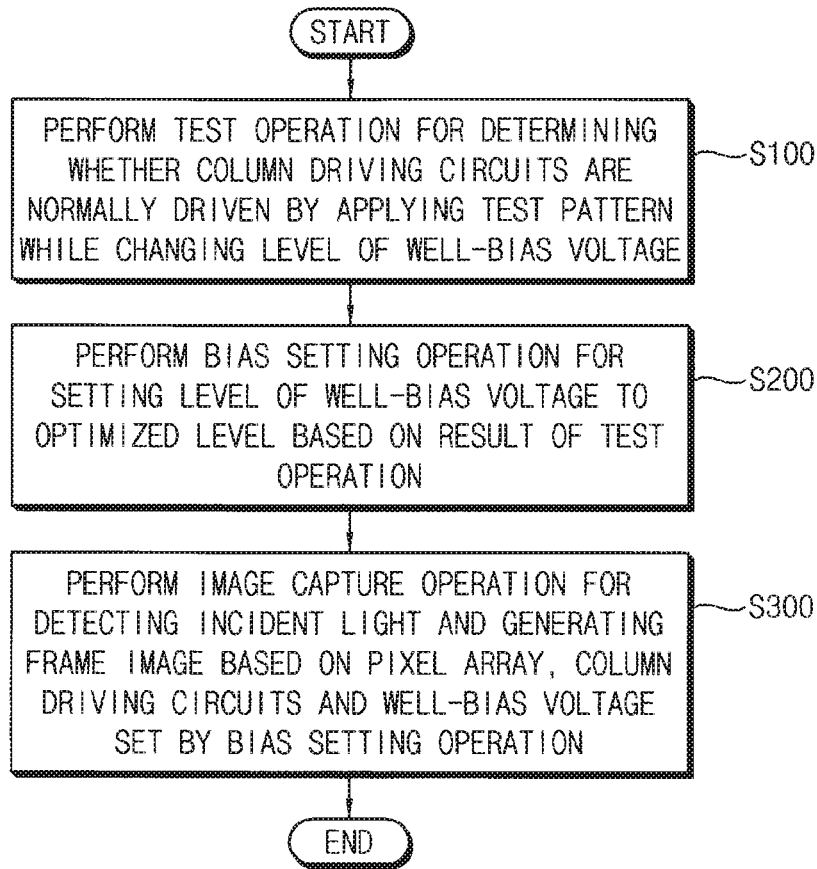 START
PERFORM TEST OPERATION FOR DETERMINING
WHETHER COLUMN DRIVING CIRCUITS ARE
NORMALLY DRIVEN BY APPLYING TEST PATTERN
WHILE CHANGING LEVEL OF WELL-BIAS VOLTAGE
S100
PERFORM BIAS SETTING OPERATION FOR
SETTING LEVEL OF WELL-BIAS VOLTAGE TO
OPTIMIZED LEVEL BASED ON RESULT OF TEST
OPERATION
S200
PERFORM IMAGE CAPTURE OPERATION FOR
DETECTING INCIDENT LIGHT AND GENERATING
FRAME IMAGE BASED ON PIXEL ARRAY, COLUMN
DRIVING CIRCUITS AND WELL-BIAS VOLTAGE
SET BY BIAS SETTING OPERATION
S300
END